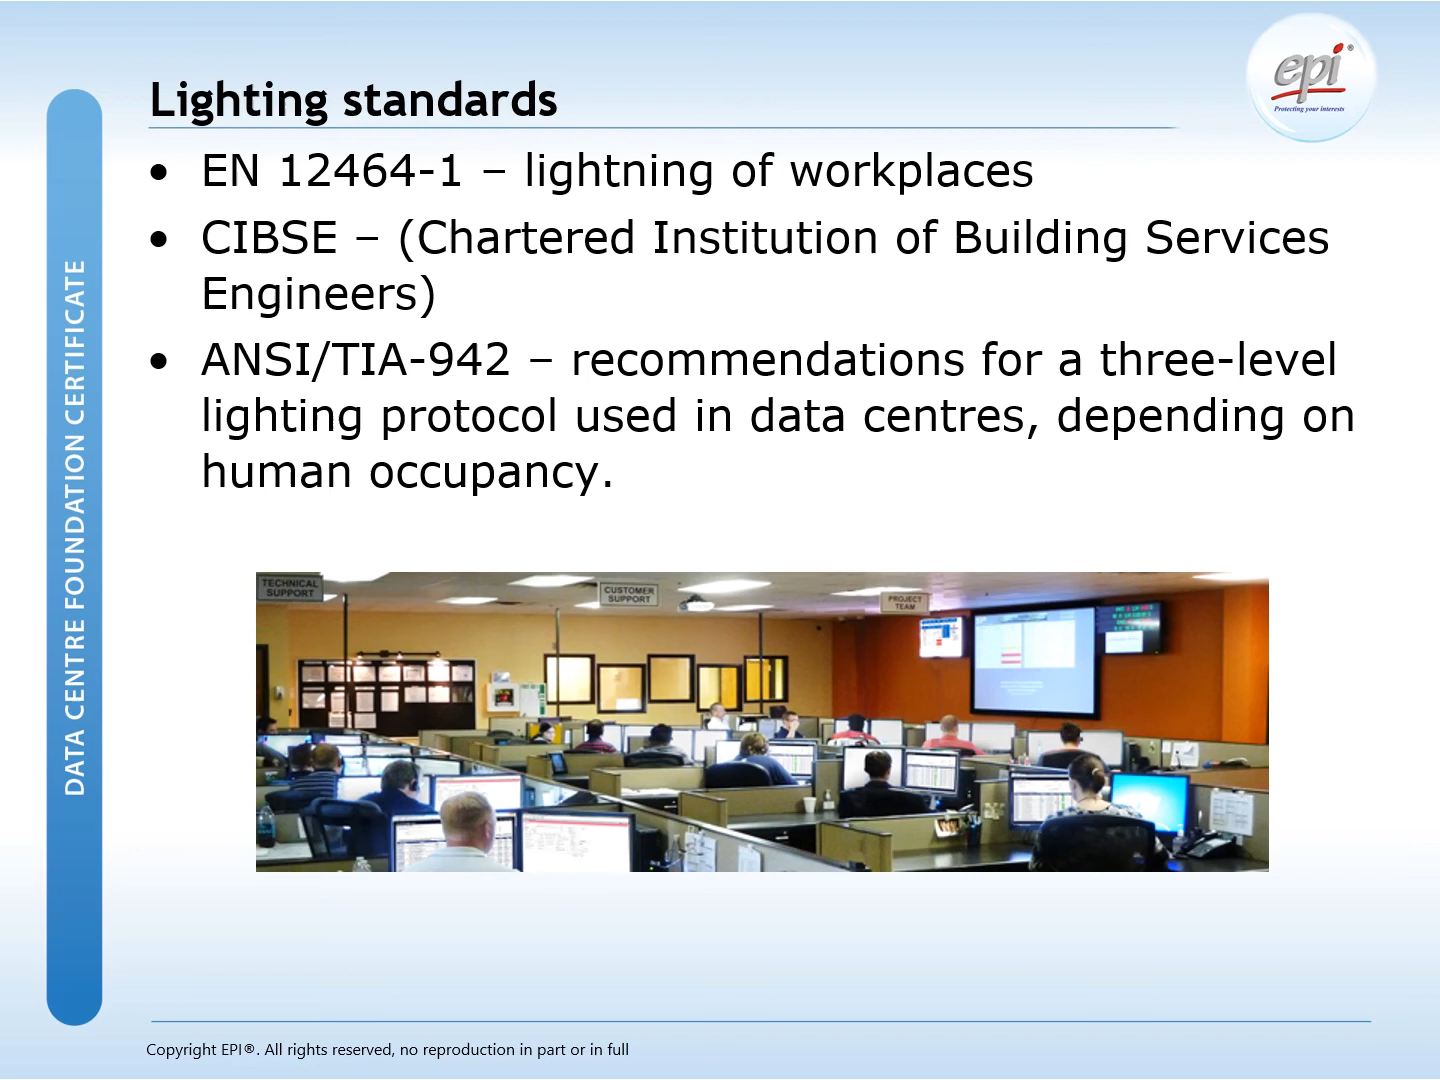 Lighting standards
epi®
Protecting your interests
DATA CENTRE FOUNDATION CERTIFICATE
• EN 12464-1 – lightning of workplaces
• CIBSE – (Chartered Institution of Building Services
Engineers)
• ANSI/TIA-942 – recommendations for a three-level
lighting protocol used in data centres, depending on
human occupancy.
TECHNICAL
SUPPORT
CUSTOMER
SUPPORT
PROJECT
TEAM
Copyright EPI®. All rights reserved, no reproduction in part or in full